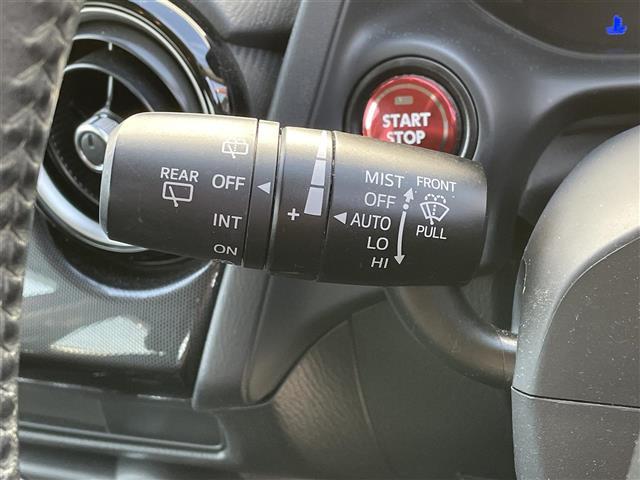 START
STOP
REAR
OFF
INT
ON
+
MIST
OFF
AUTO
LO
HI
FRONT
PULL